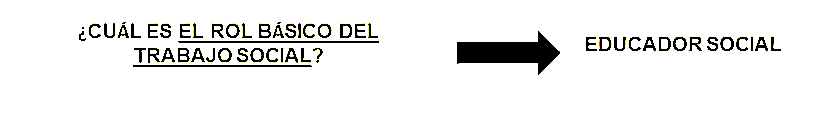 ¿CUÁL ES EL ROL BÁSICO DEL
TRABAJO SOCIAL?
EDUCADOR SOCIAL